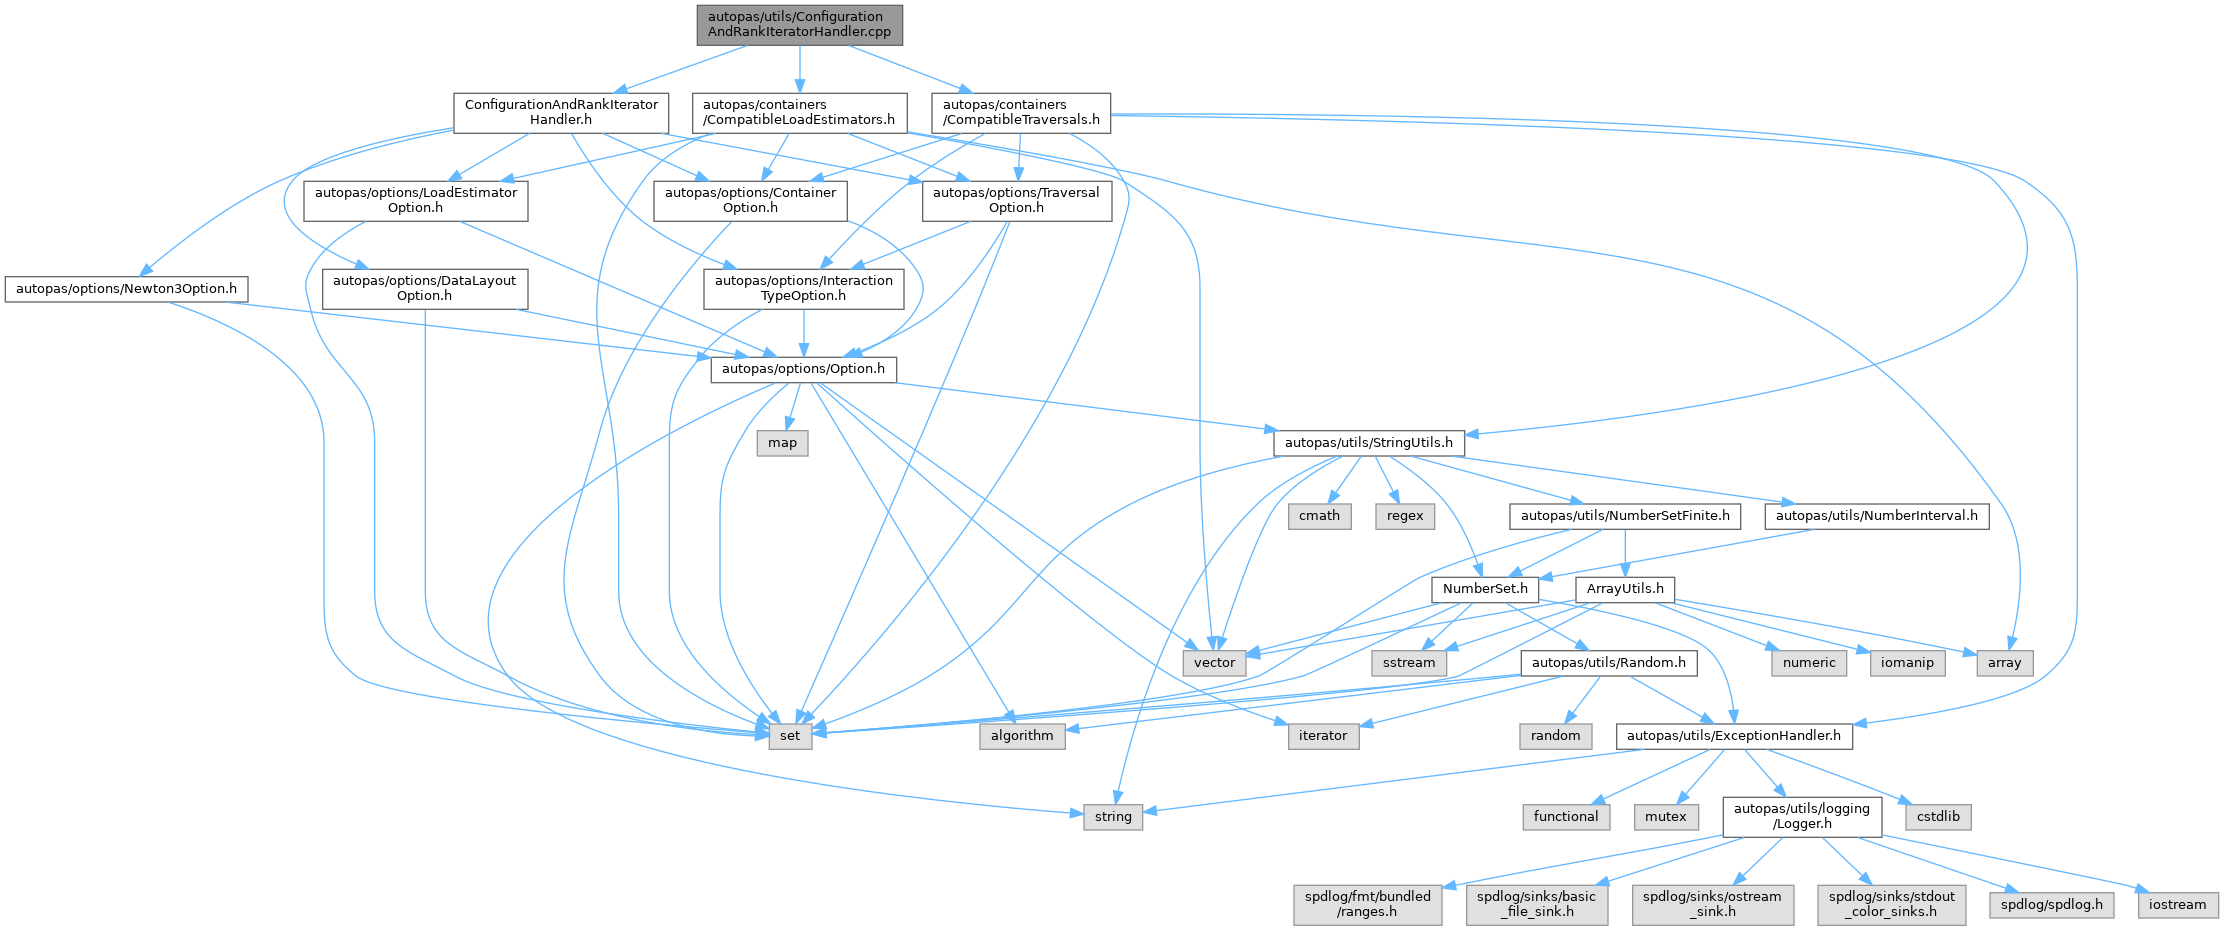 autopas/utils/Configuration
AndRankIteratorHandler.cpp
ConfigurationAndRankIterator
Handler.h
autopas/containers
/CompatibleLoadEstimators.h
autopas/containers
/CompatibleTraversals.h
autopas/options/LoadEstimator
Option.h
autopas/options/Container
Option.h
autopas/options/Traversal
Option.h
autopas/options/Newton3Option.h
autopas/options/DataLayout
Option.h
autopas/options/Interaction
TypeOption.h
autopas/options/Option.h
map
autopas/utils/StringUtils.h
cmath
regex
autopas/utils/NumberSetFinite.h
autopas/utils/NumberInterval.h
NumberSet.h
ArrayUtils.h
vector
sstream
autopas/utils/Random.h
numeric
iomanip
array
set
algorithm
iterator
random
autopas/utils/ExceptionHandler.h
string
functional
mutex
autopas/utils/logging
/Logger.h
cstdlib
spdlog/fmt/bundled
/ranges.h
spdlog/sinks/basic
_file_sink.h
spdlog/sinks/ostream
_sink.h
spdlog/sinks/stdout
_color_sinks.h
spdlog/spdlog.h
iostream